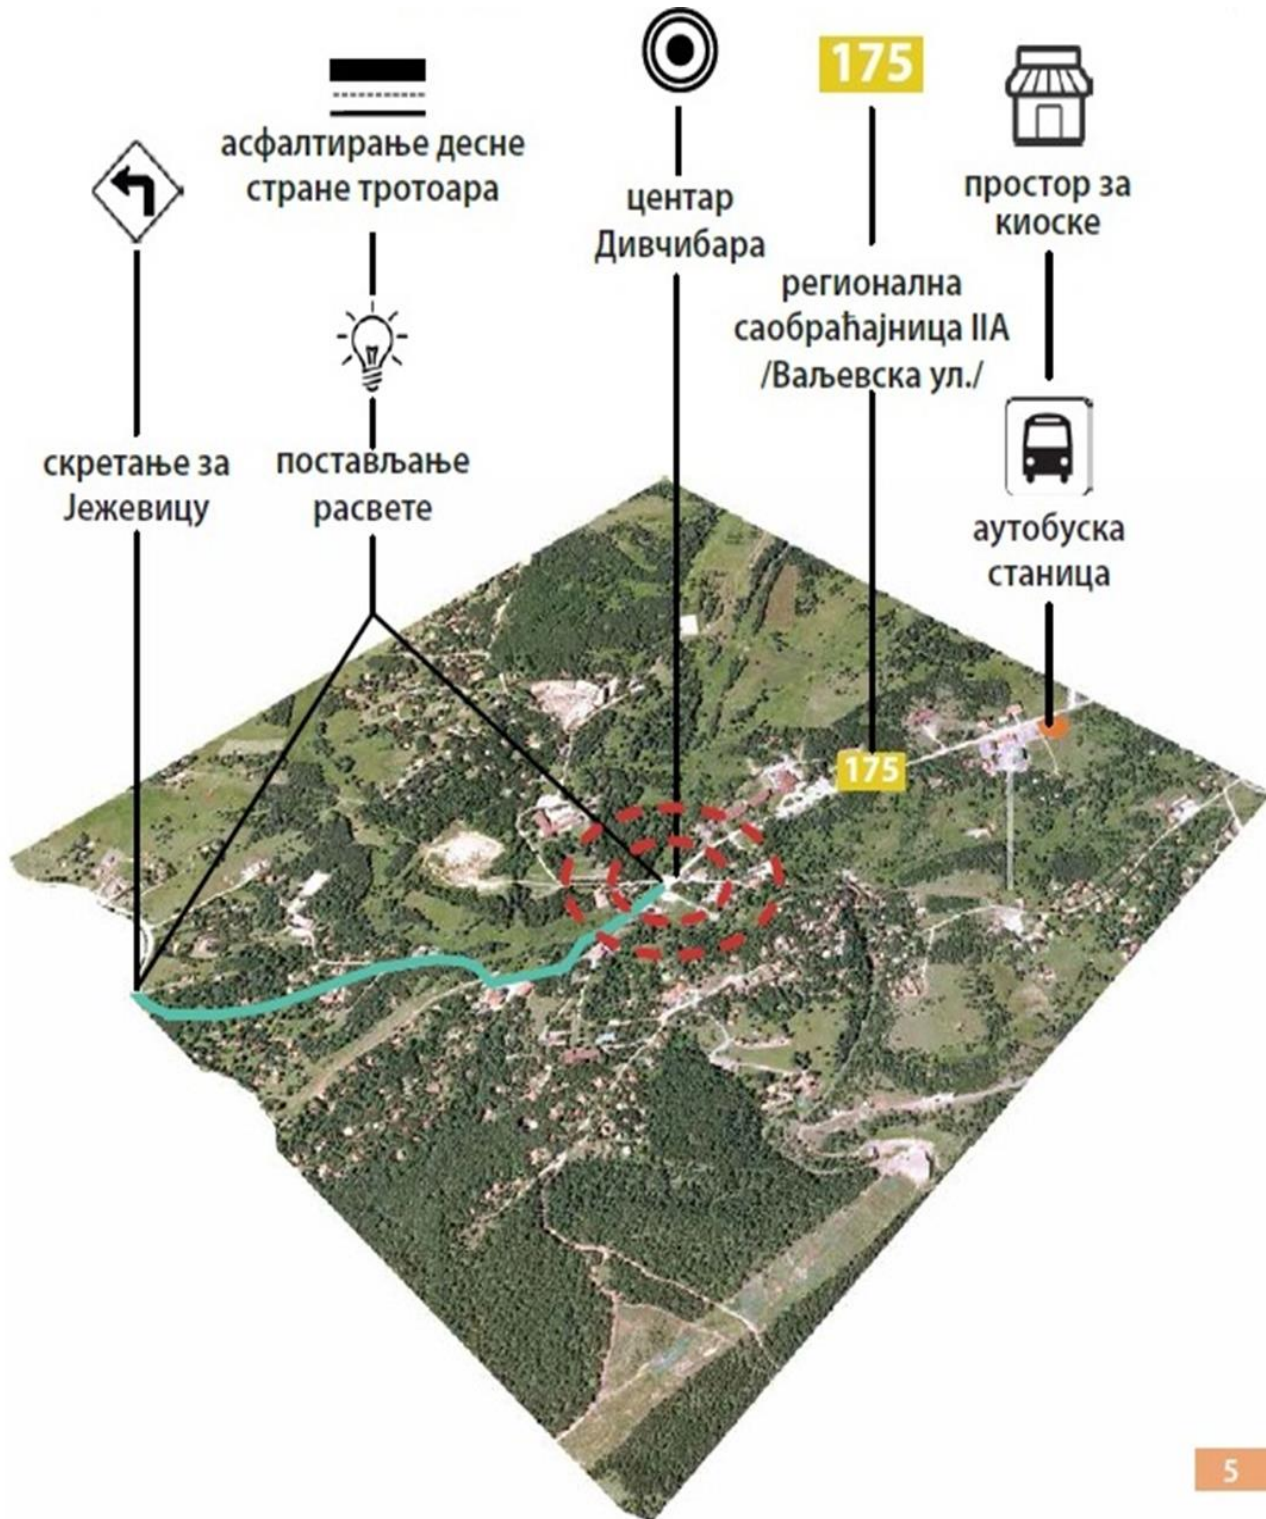 175
асфалтирање десне
стране тротоара
центар
Дивчибара
простор за
киоске
регионална
саобраћајница IIA
/Ваљевска ул./
скретање за
Јежевицу
постављање
расвете
аутобуска
станица
175
5